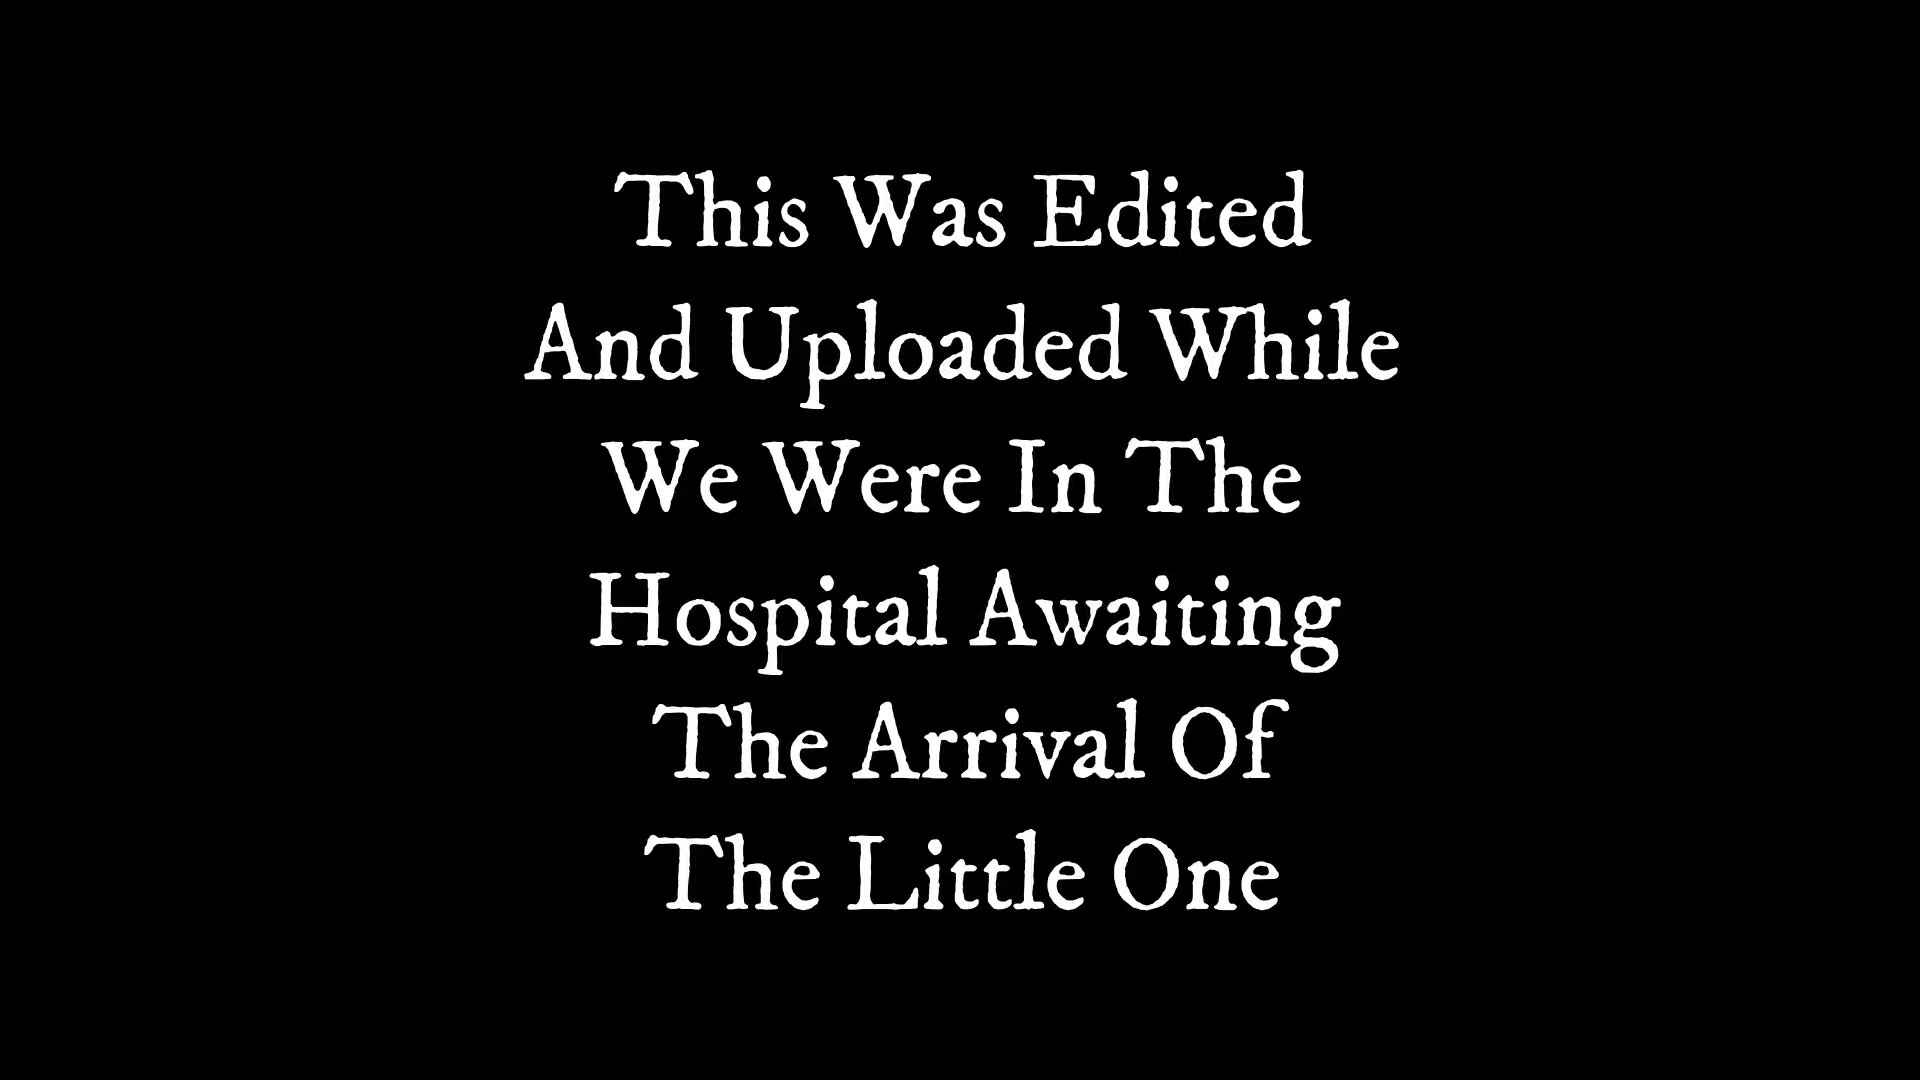 This Was Edited
And Uploaded While
We Were In The
Hospital Awaiting
The Arrival Of
The Little One